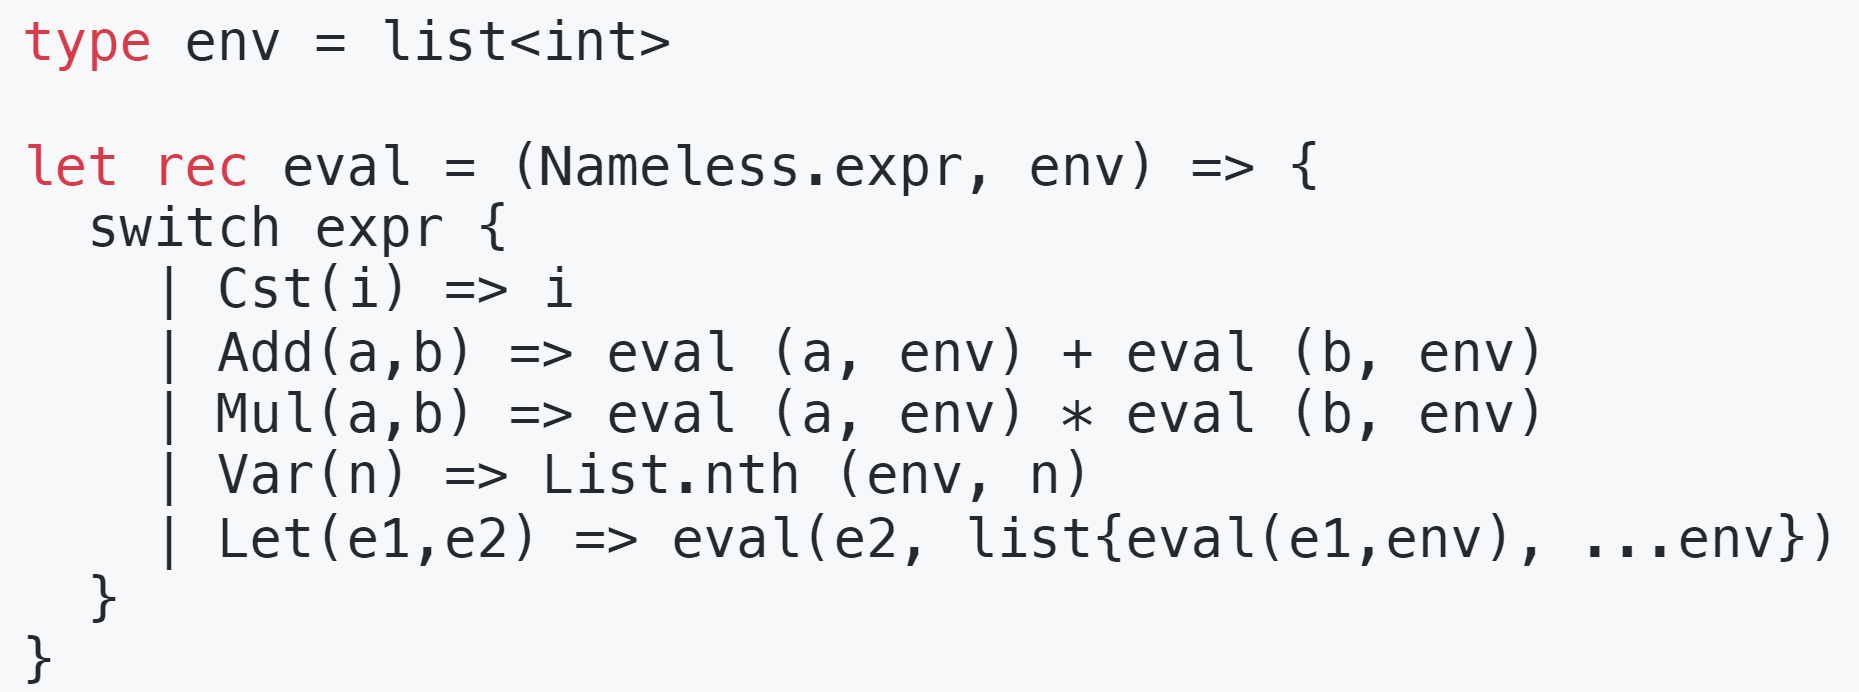 type env = list<int>

let rec eval = (Nameless.expr, env) => {
  switch expr {
    | Cst(i) => i
    | Add(a,b) => eval (a, env) + eval (b, env)
    | Mul(a,b) => eval (a, env) * eval (b, env)
    | Var(n) => List.nth (env, n)
    | Let(e1,e2) => eval(e2, list{eval(e1,env), ...env})
  }
}